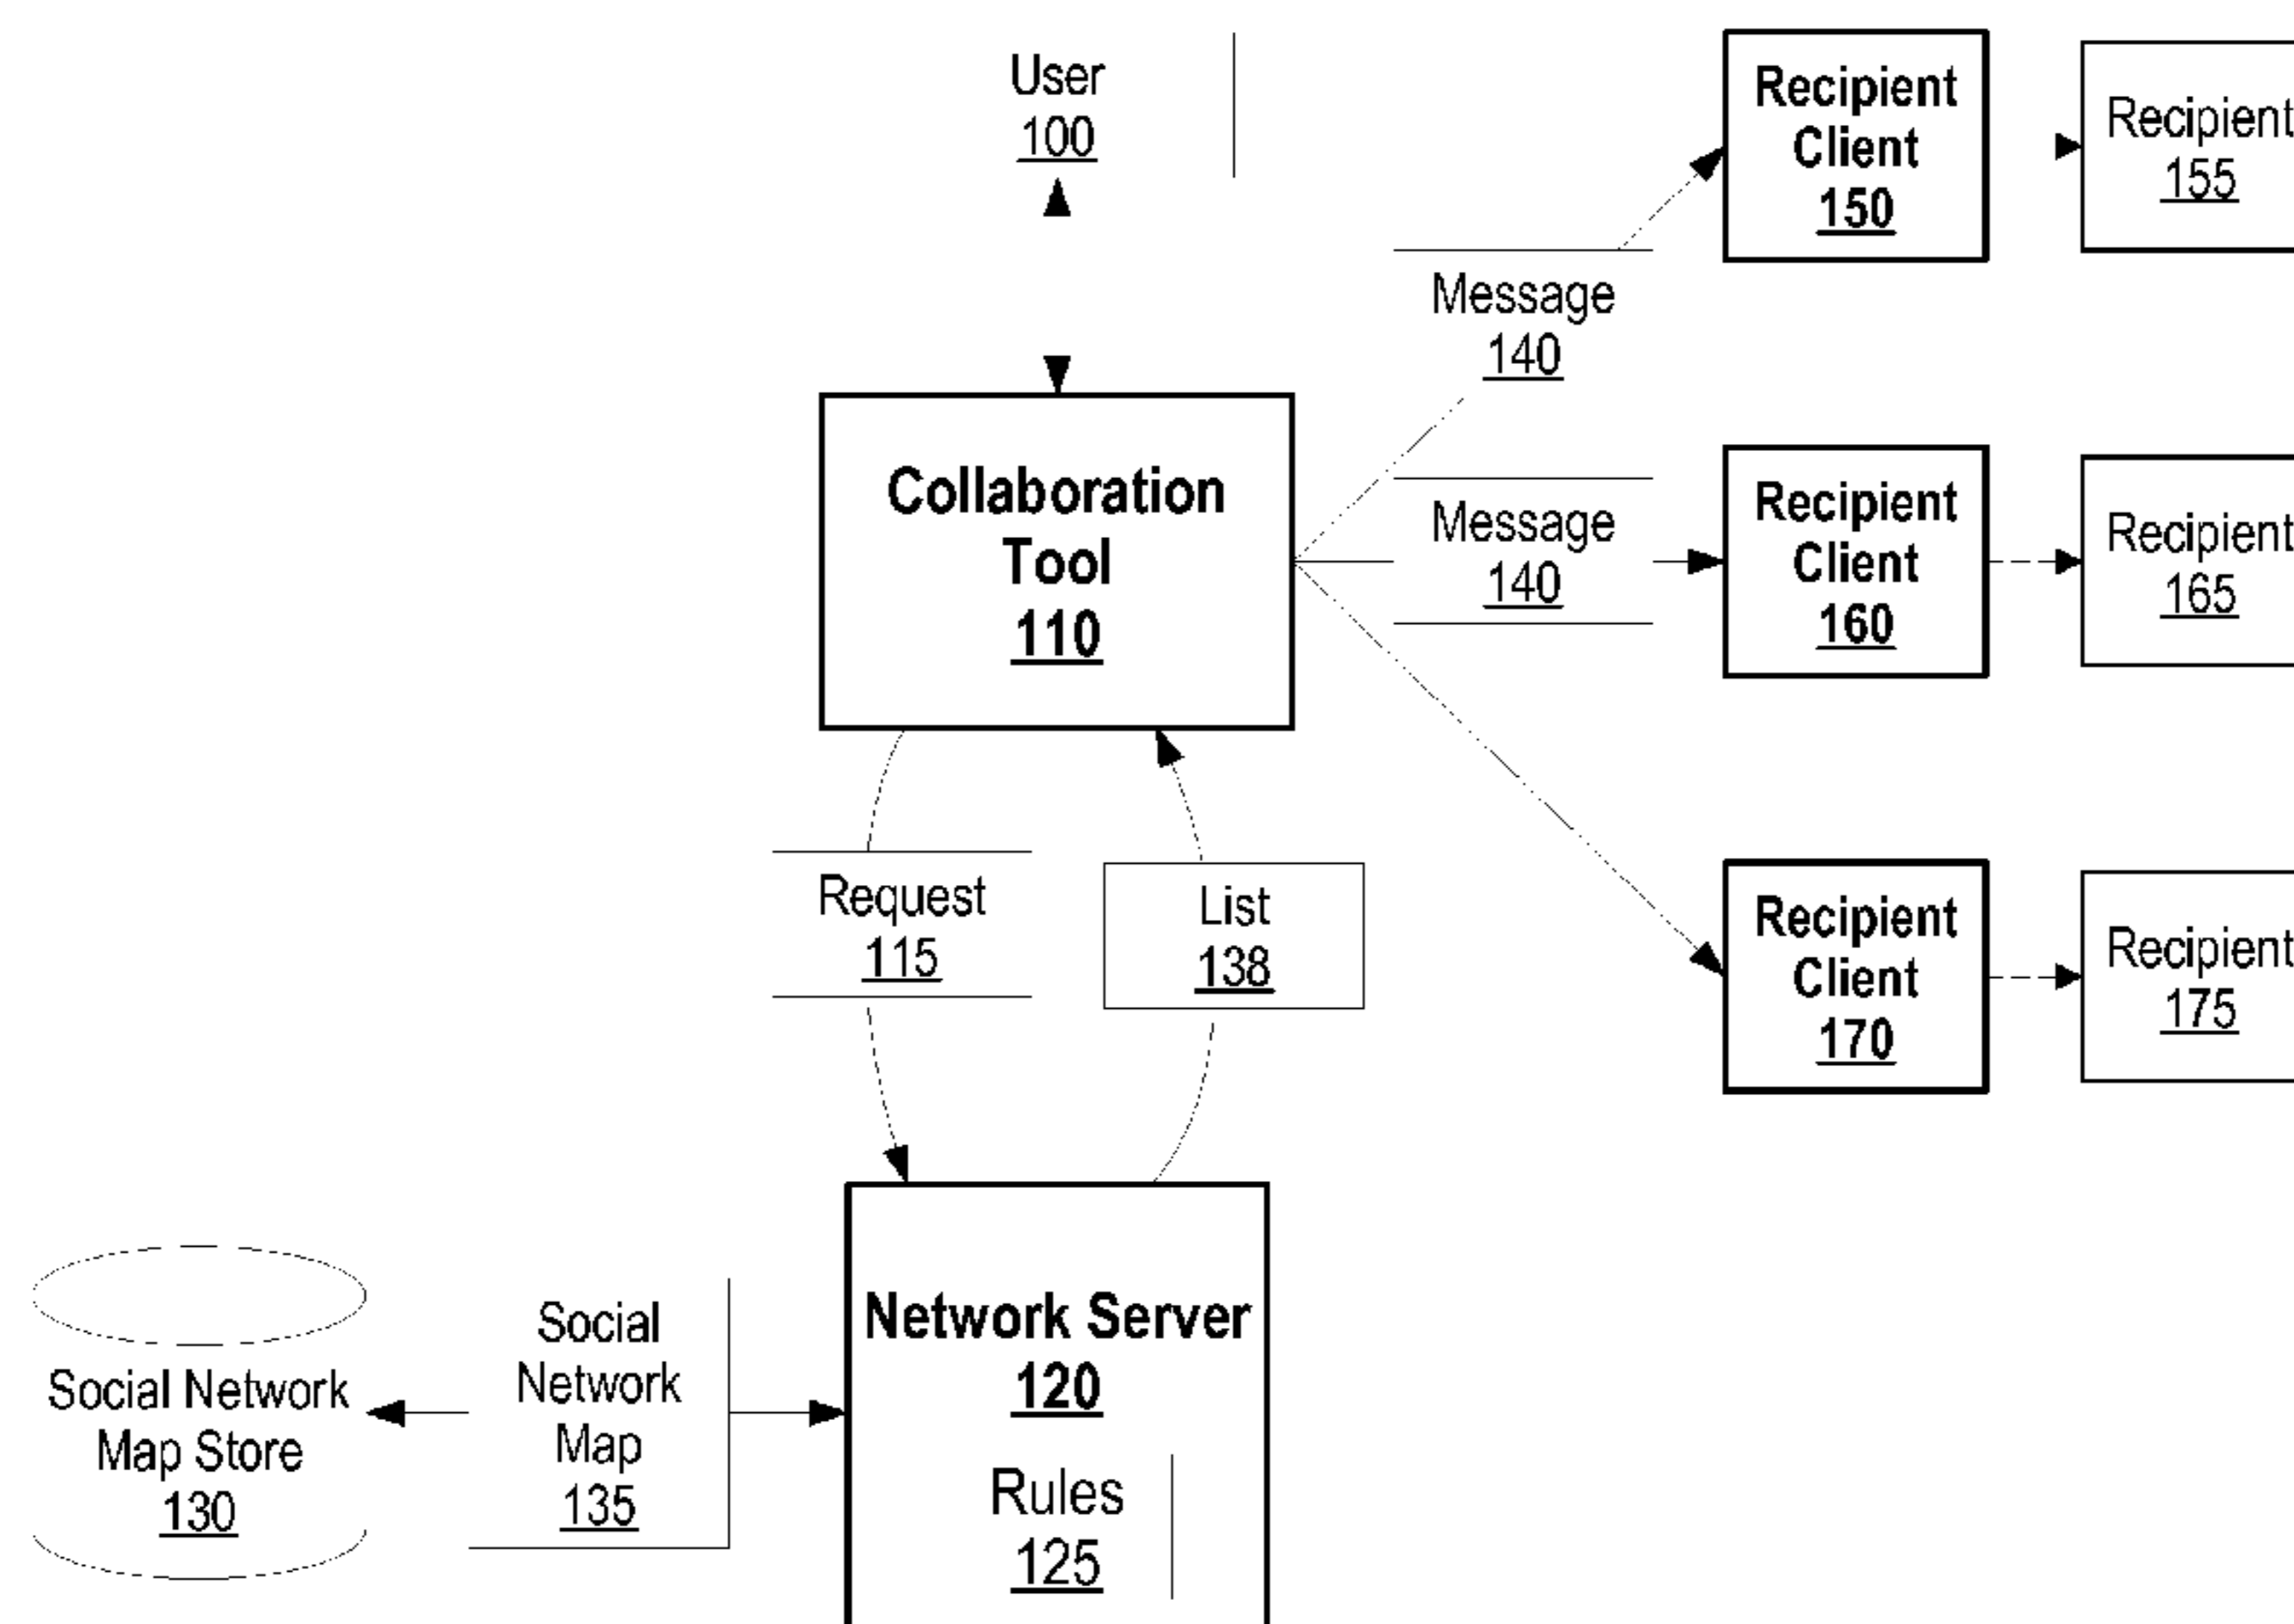 User
100
Recipient
Client
150
Recipient
155
Message
140
Collaboration
Tool
110
Message
140
Recipient
Client
160
Recipient
165
Request
115
List
138
Recipient
Client
170
Recipient
175
Social Network
Map Store
130
Social
Network
Map
135
Network Server
120
Rules
125